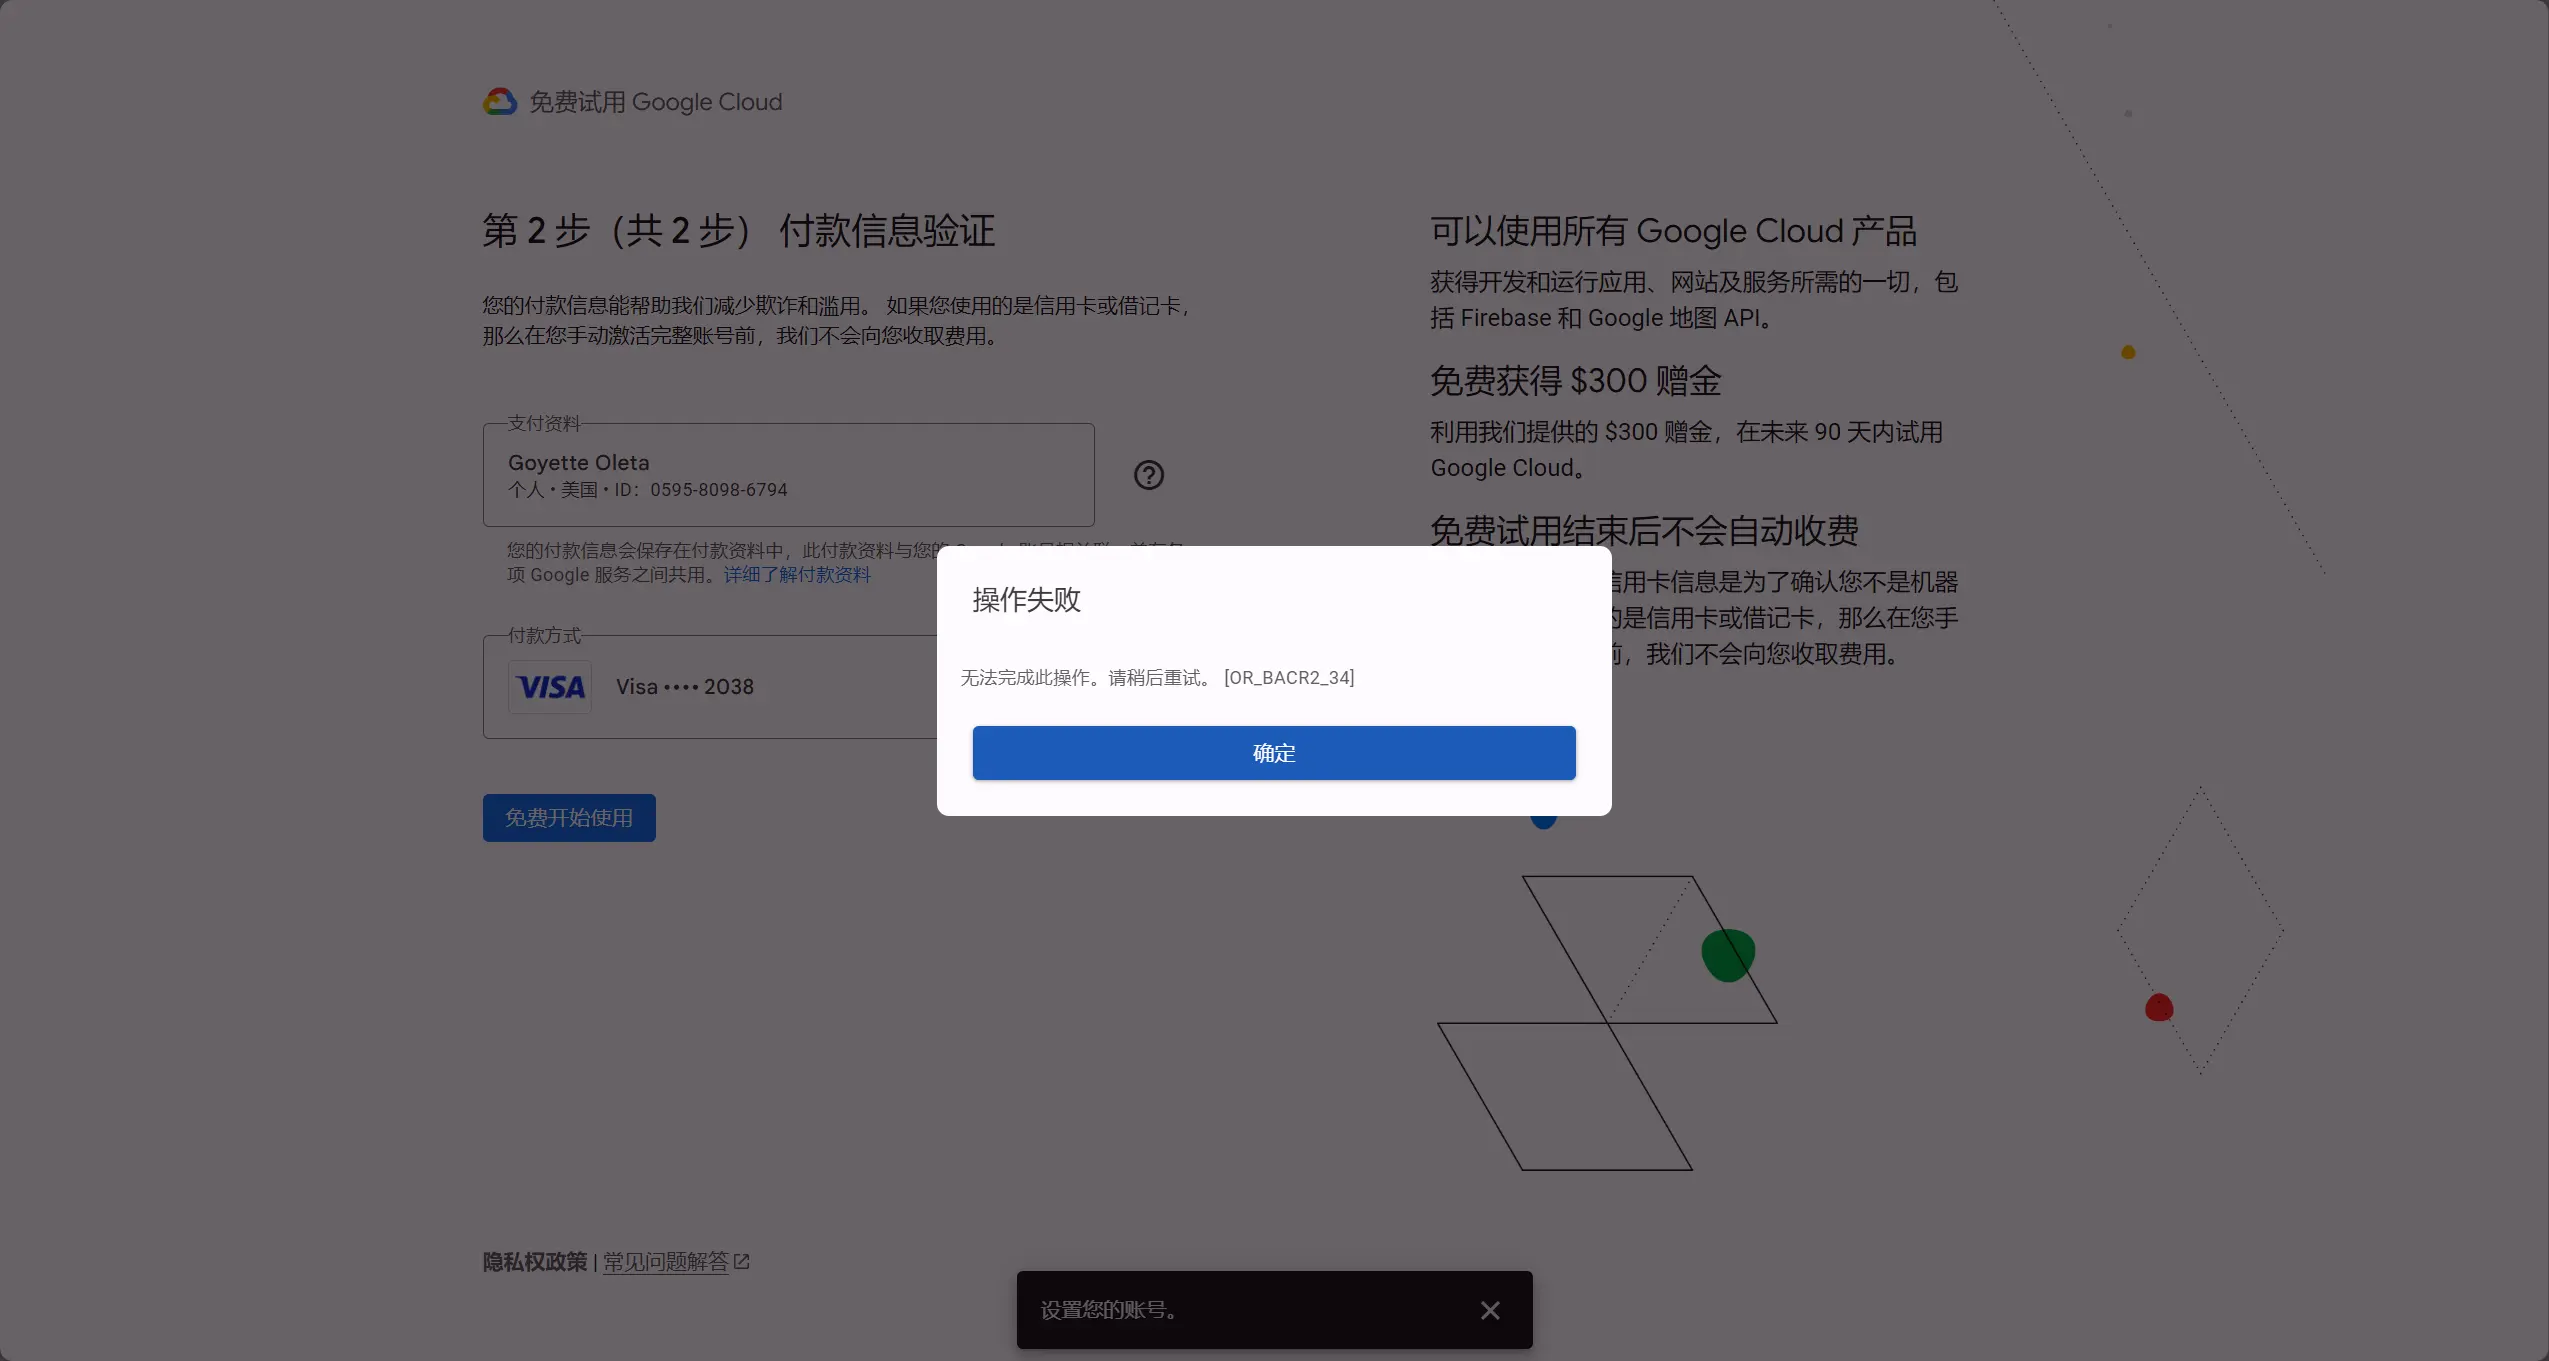 免费试用 Google Cloud
第 2 步（共 2 步） 付款信息验证
您的付款信息能帮助我们减少欺诈和滥用。 如果您使用的是信用卡或借记卡，
那么在您手动激活完整账号前，我们不会向您收取费用。
支付资料
Goyette Oleta
个人 • 美国 • ID：0595-8098-6794
您的付款信息会保存在付款资料中，此付款资料与您的
项 Google 服务之间共用。详细了解付款资料
付款方式
VISA Visa •••• 2038
免费开始使用
可以使用所有 Google Cloud 产品
获得开发和运行应用、网站及服务所需的一切，包
括 Firebase 和 Google 地图 API。
免费获得 $300 赠金
利用我们提供的 $300 赠金，在未来 90 天内试用
Google Cloud。
免费试用结束后不会自动收费
信用卡信息是为了确认您不是机器
的是信用卡或借记卡，那么在您手
前，我们不会向您收取费用。
操作失败
无法完成此操作。请稍后重试。 [OR_BACR2_34]
确定
隐私权政策 | 常见问题解答
设置您的账号。